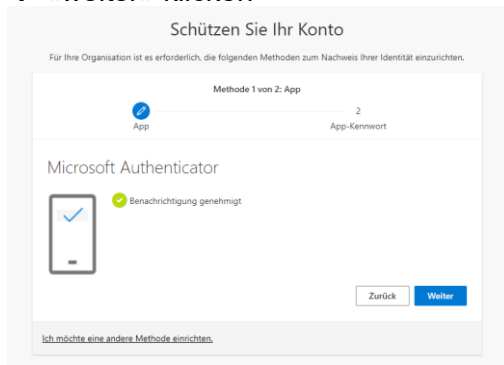 Schützen Sie Ihr Konto
Für Ihre Organisation ist es erforderlich, die folgenden Methoden zum Nachweis Ihrer Identität einzurichten.
Methode 1 von 2: App
2
App
App-Kennwort
Microsoft Authenticator
Benachrichtigung genehmigt
Zurück
Weiter
Ich möchte eine andere Methode einrichten.